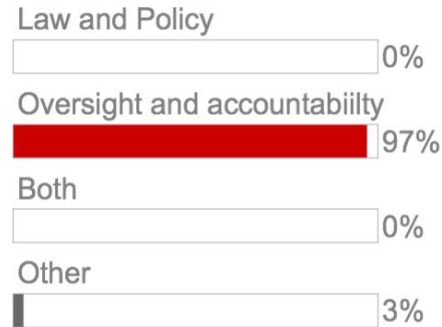 Law and Policy
0%
Oversight and accountabiilty
97%
Both
0%
Other
3%